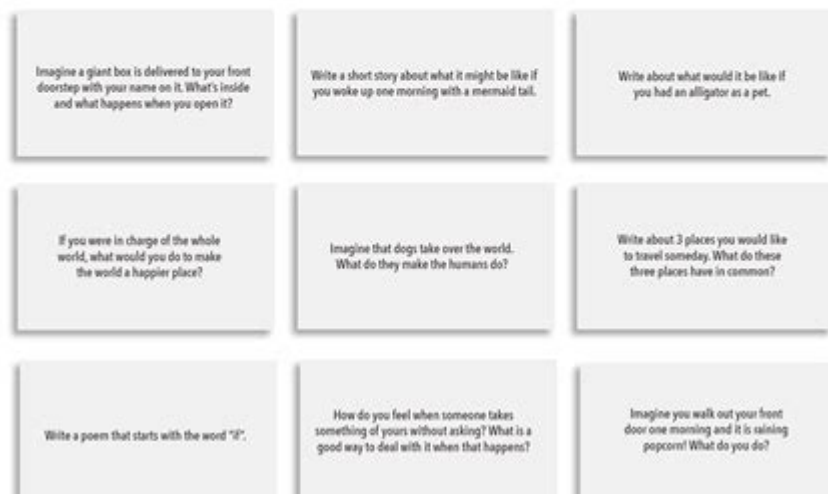 Imagine a giant box is delivered to your front
doorstep with your name on it. What's inside
and what happens when you open it?
Write a short story about what it might be like if
you woke up one morning with a mermaid tail.
Write about what would it be like if
you had an alligator as a pet.
If you were in charge of the whole
world, what would you do to make
the world a happier place?
Imagine that dogs take over the world.
What do they make the humans do?
Write about 3 places you would like
to travel someday. What do these
three places have in common?
Write a poem that starts with the word "if".
How do you feel when someone takes
something of yours without asking? What is a
good way to deal with it when that happens?
Imagine you walk out your front
door one morning and it is raining
popcorn! What do you do?